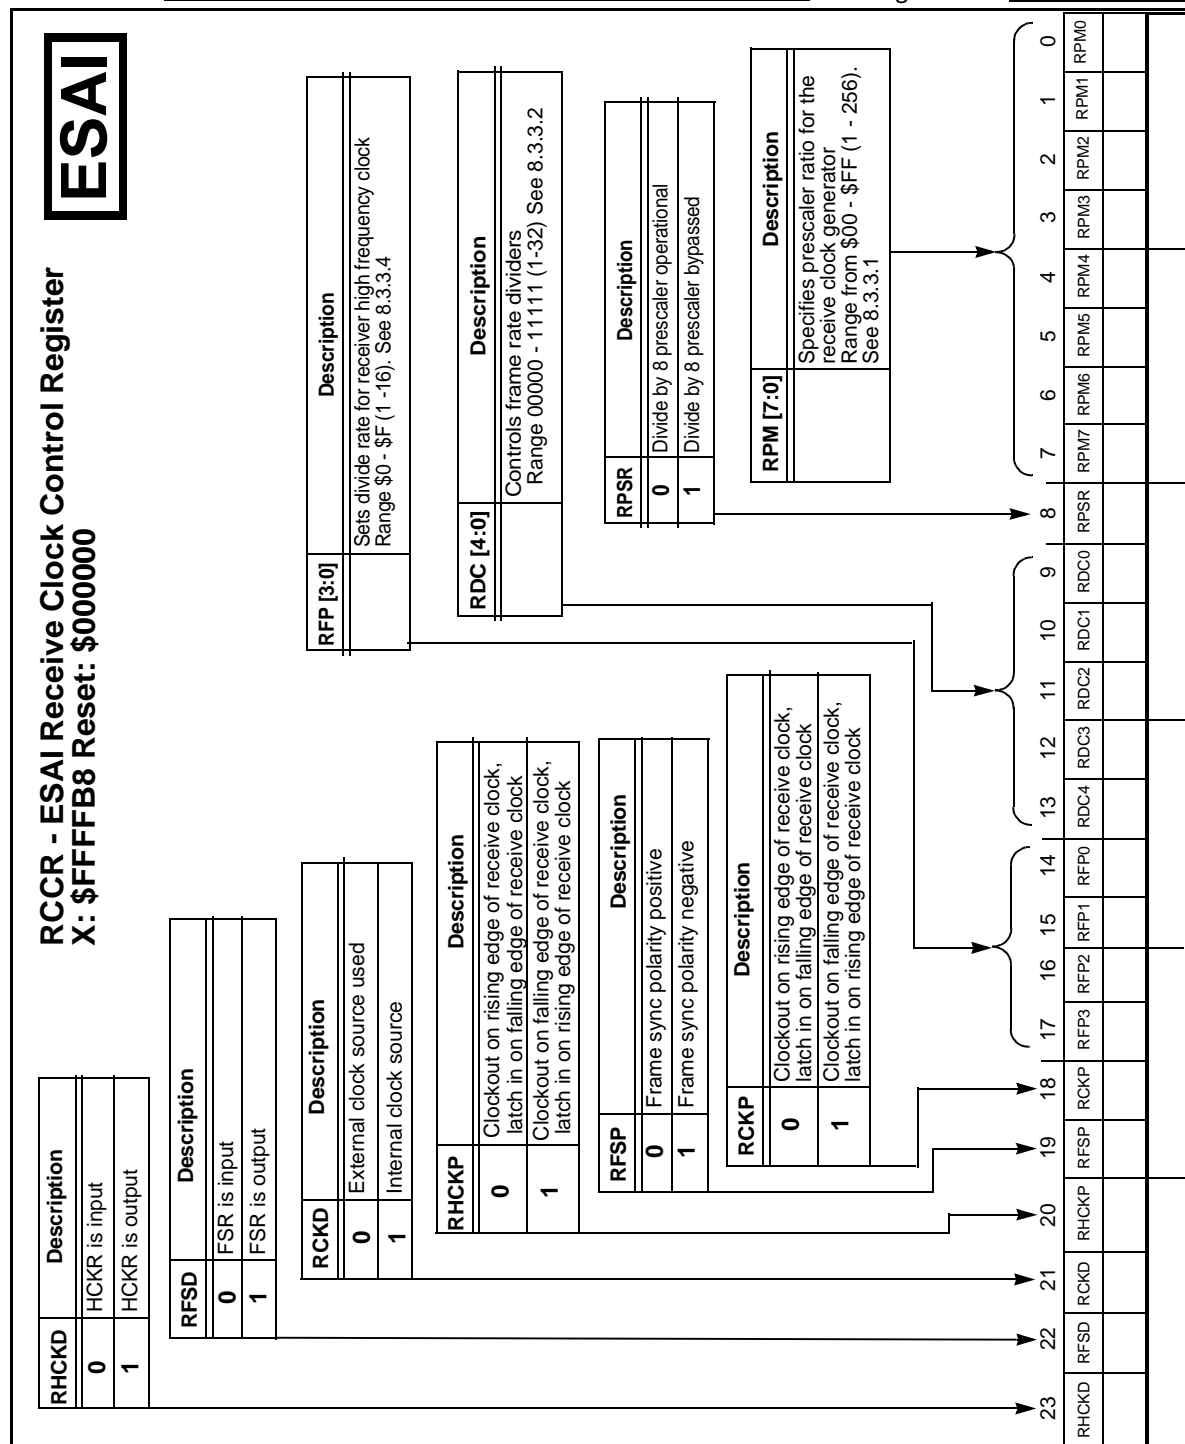 ESAI
RCCR - ESAI Receive Clock Control Register
X: $FFFFB8 Reset: $000000
RHCKD Description
0 HCKR is input
1 HCKR is output
RFSD Description
0 FSR is input
1 FSR is output
RCKD Description
0 External clock source used
1 Internal clock source
RHCKP Description
0 Clockout on rising edge of receive clock,
latch in on falling edge of receive clock
1 Clockout on falling edge of receive clock,
latch in on rising edge of receive clock
RFSP Description
0 Frame sync polarity positive
1 Frame sync polarity negative
RCKP Description
0 Clockout on rising edge of receive clock,
latch in on falling edge of receive clock
1 Clockout on falling edge of receive clock,
latch in on rising edge of receive clock
RFP [3:0] Description
Sets divide rate for receiver high frequency clock
Range $0 - $F (1 -16). See 8.3.3.4
RDC [4:0] Description
Controls frame rate dividers
Range 00000 - 11111 (1-32) See 8.3.3.2
RPSR Description
0 Divide by 8 prescaler operational
1 Divide by 8 prescaler bypassed
RPM [7:0] Description
Specifies prescaler ratio for the
receive clock generator
Range from $00 - $FF (1 - 256).
See 8.3.3.1
23 22 21 20 19 18 17 16 15 14 13 12 11 10 9 8 7 6 5 4 3 2 1 0
RHCKD RFSD RCKD RHCKP RFSP RCKP RFP3 RFP2 RFP1 RFP0 RDC4 RDC3 RDC2 RDC1 RDC0 RPSR RPM7 RPM6 RPM5 RPM4 RPM3 RPM2 RPM1 RPM0